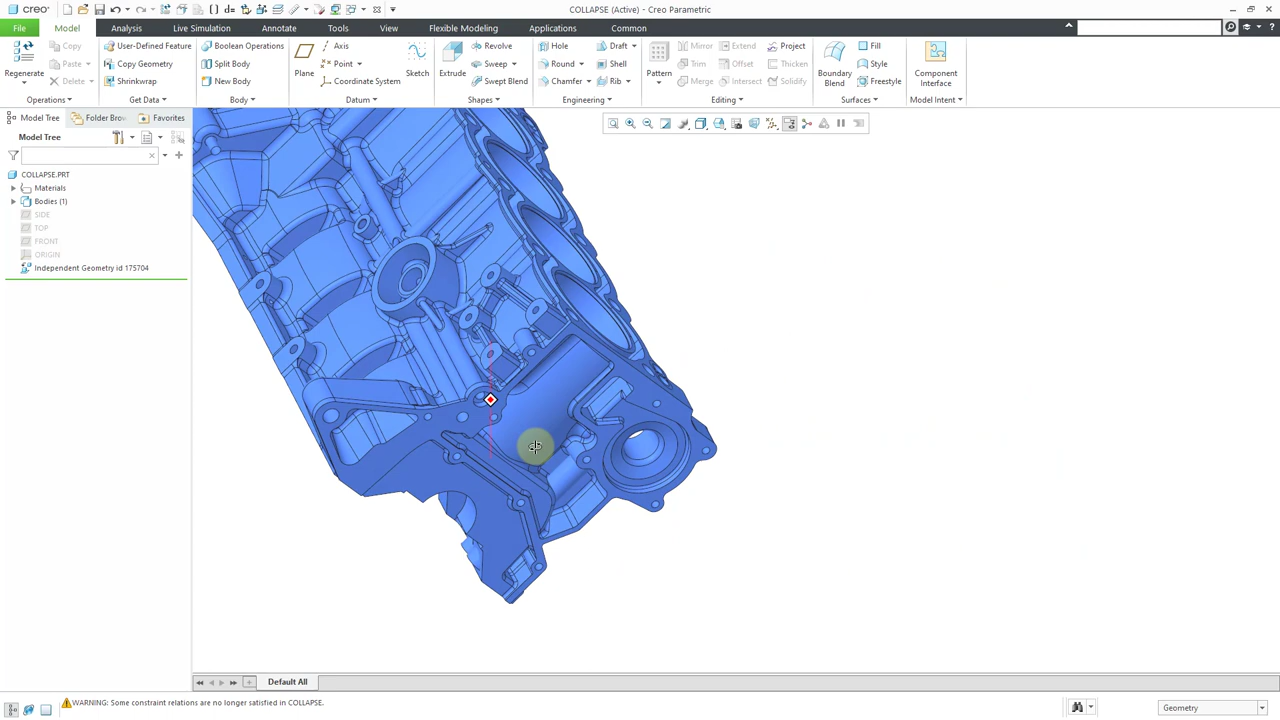 creo
COLLAPSE (Active) - Creo Parametric
File
Model
Analysis
Live Simulation
Annotate
Tools
View
Flexible Modeling
Applications
Common
Regenerate
Copy
Paste
Delete
Operations
User-Defined Feature
Copy Geometry
Shrinkwrap
Get Data
Boolean Operations
Split Body
New Body
Body
Plane
Axis
Point
Coordinate System
Sketch
Datum
Extrude
Revolve
Sweep
Swept Blend
Shapes
Hole
Round
Chamfer
Draft
Shell
Rib
Engineering
Pattern
Mirror
Trim
Merge
Extend
Offset
Intersect
Project
Thicken
Solidify
Editing
Boundary
Blend
Fill
Style
Freestyle
Surfaces
Component
Interface
Model Intent
Model Tree
Folder Brow
Favorites
Model Tree
COLLAPSE.PRT
Materials
Bodies (1)
SIDE
TOP
FRONT
ORIGIN
Independent Geometry id 175704
Default All
WARNING: Some constraint relations are no longer satisfied in COLLAPSE.
Geometry